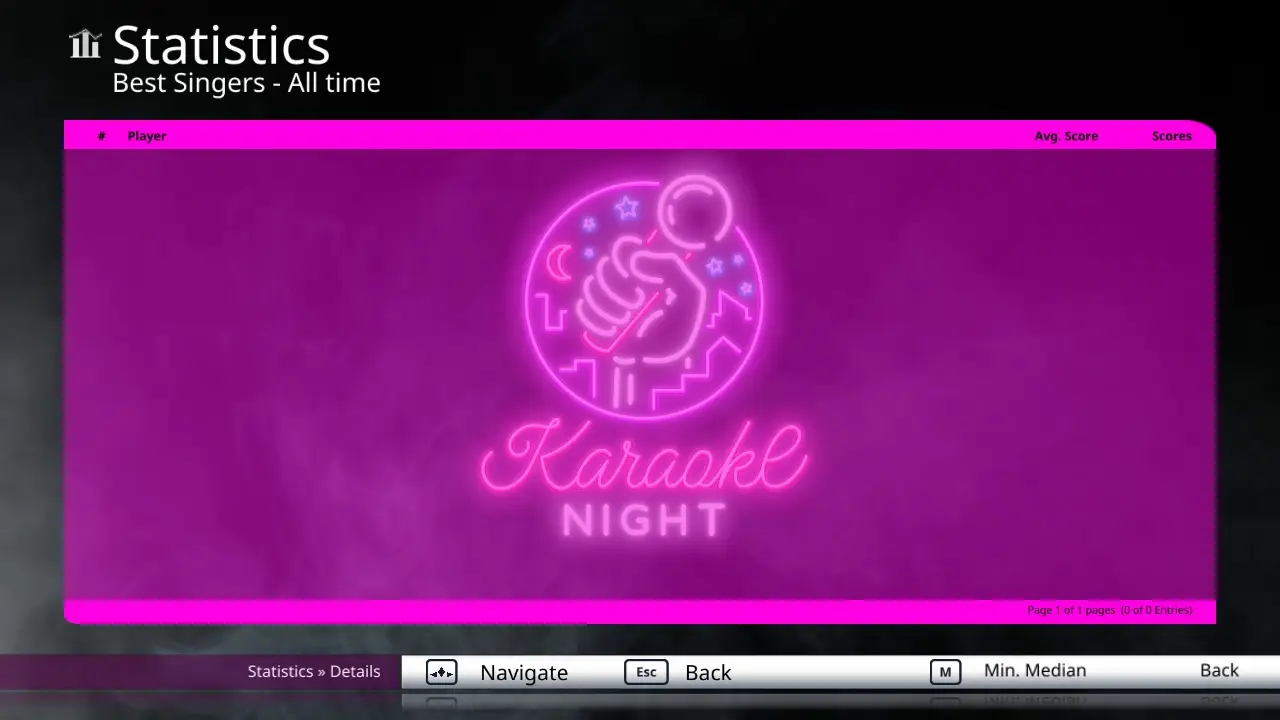 Statistics
Best Singers - All time
# Player Avg. Score Scores
Karaoke
NIGHT
Page 1 of 1 pages (0 of 0 Entries)
Statistics » Details Navigate Esc Back M Min. Median Back